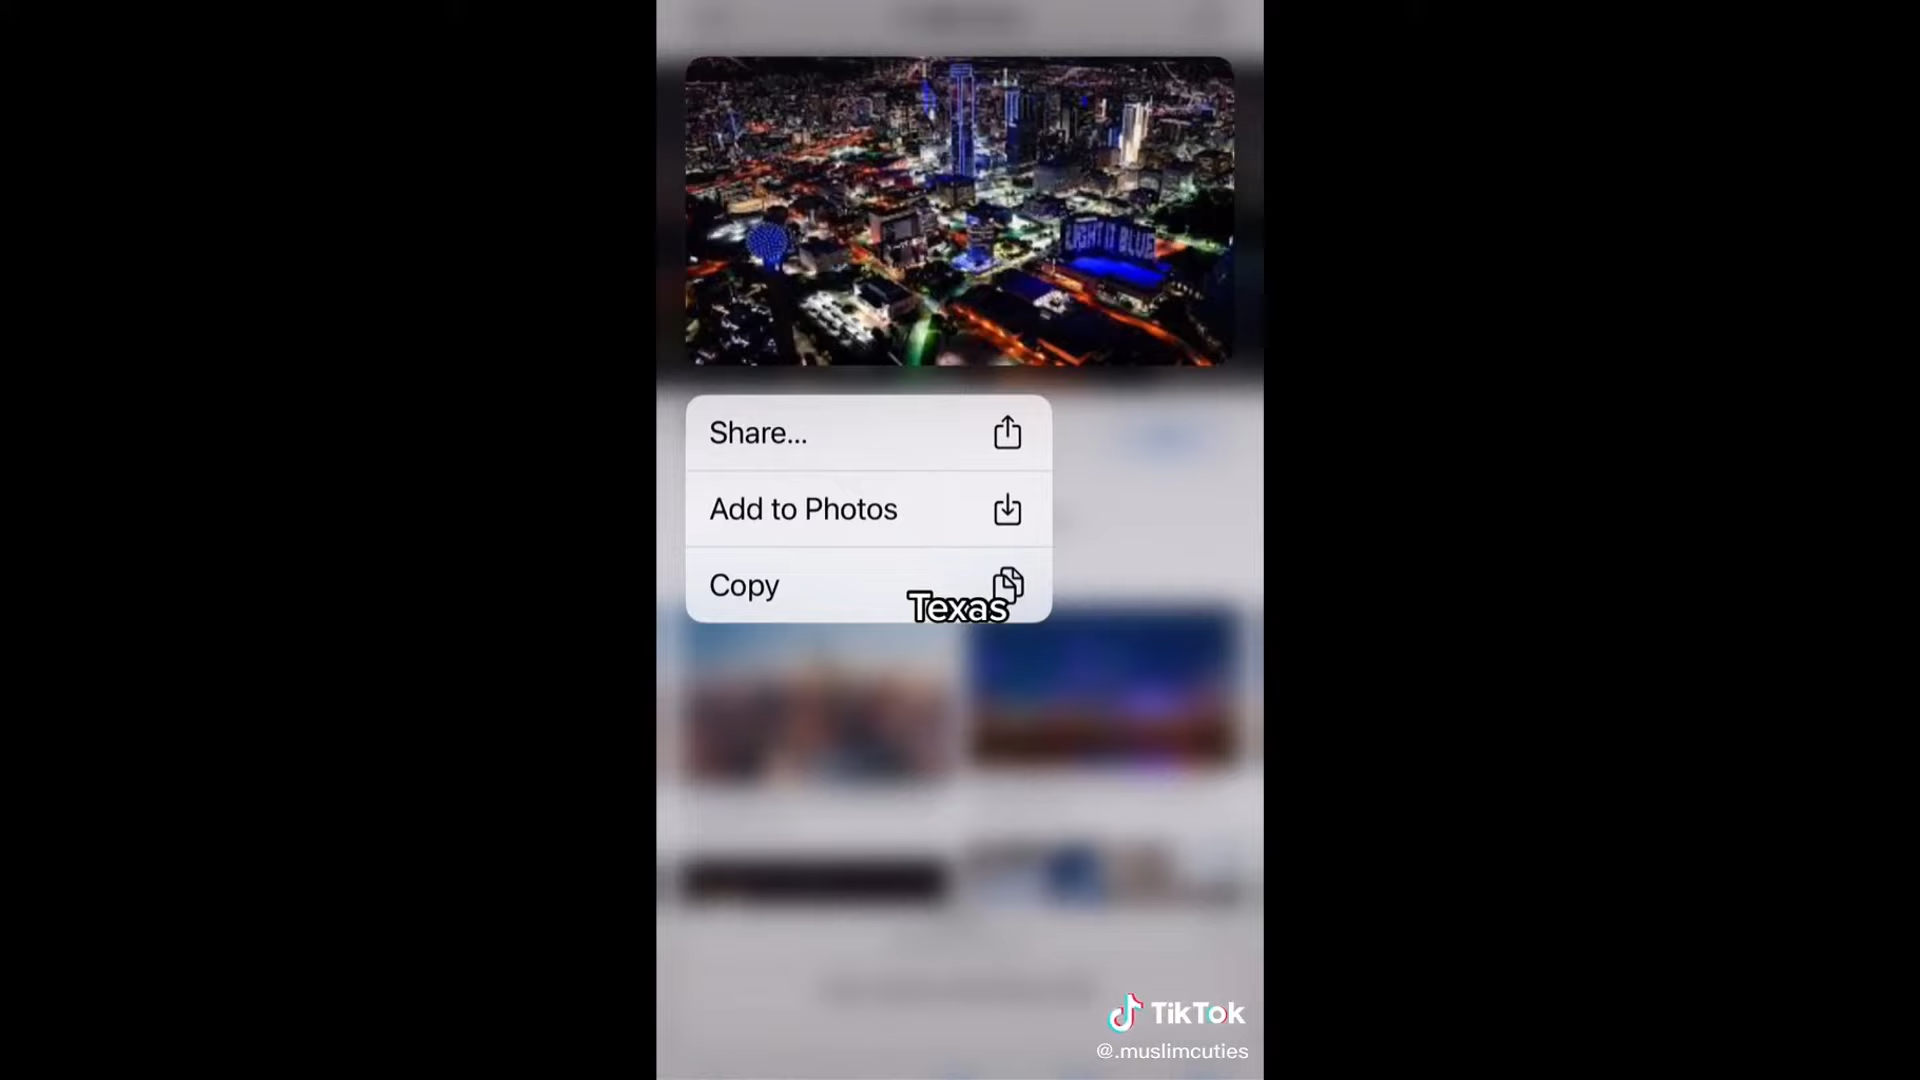 LIGHT IT BLUE
Share...
Add to Photos
Copy
Texas
TikTok
@.muslimcuties